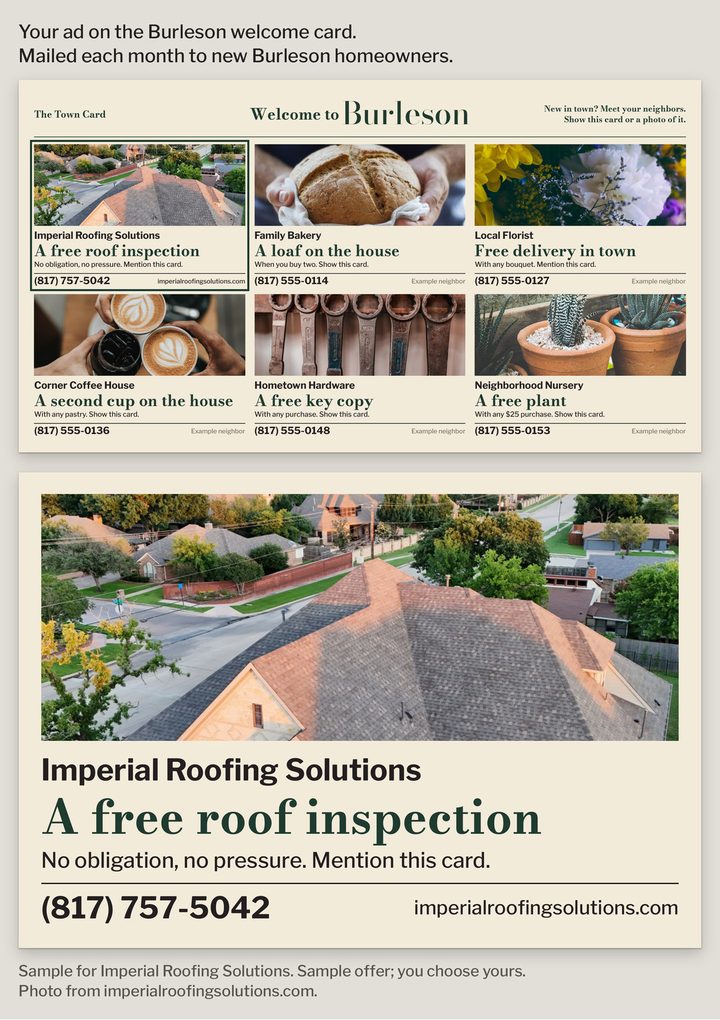 Your ad on the Burleson welcome card.
Mailed each month to new Burleson homeowners.
The Town Card
Welcome to Burleson
New in town? Meet your neighbors.
Show this card or a photo of it.
Imperial Roofing Solutions
A free roof inspection
No obligation, no pressure. Mention this card.
(817) 757-5042 imperialroofingsolutions.com
Family Bakery
A loaf on the house
When you buy two. Show this card.
(817) 555-0114 Example neighbor
Local Florist
Free delivery in town
With any bouquet. Mention this card.
(817) 555-0127 Example neighbor
Corner Coffee House
A second cup on the house
With any pastry. Show this card.
(817) 555-0136 Example neighbor
Hometown Hardware
A free key copy
With any purchase. Show this card.
(817) 555-0148 Example neighbor
Neighborhood Nursery
A free plant
With any $25 purchase. Show this card.
(817) 555-0153 Example neighbor
Imperial Roofing Solutions
A free roof inspection
No obligation, no pressure. Mention this card.
(817) 757-5042 imperialroofingsolutions.com
Sample for Imperial Roofing Solutions. Sample offer; you choose yours.
Photo from imperialroofingsolutions.com.